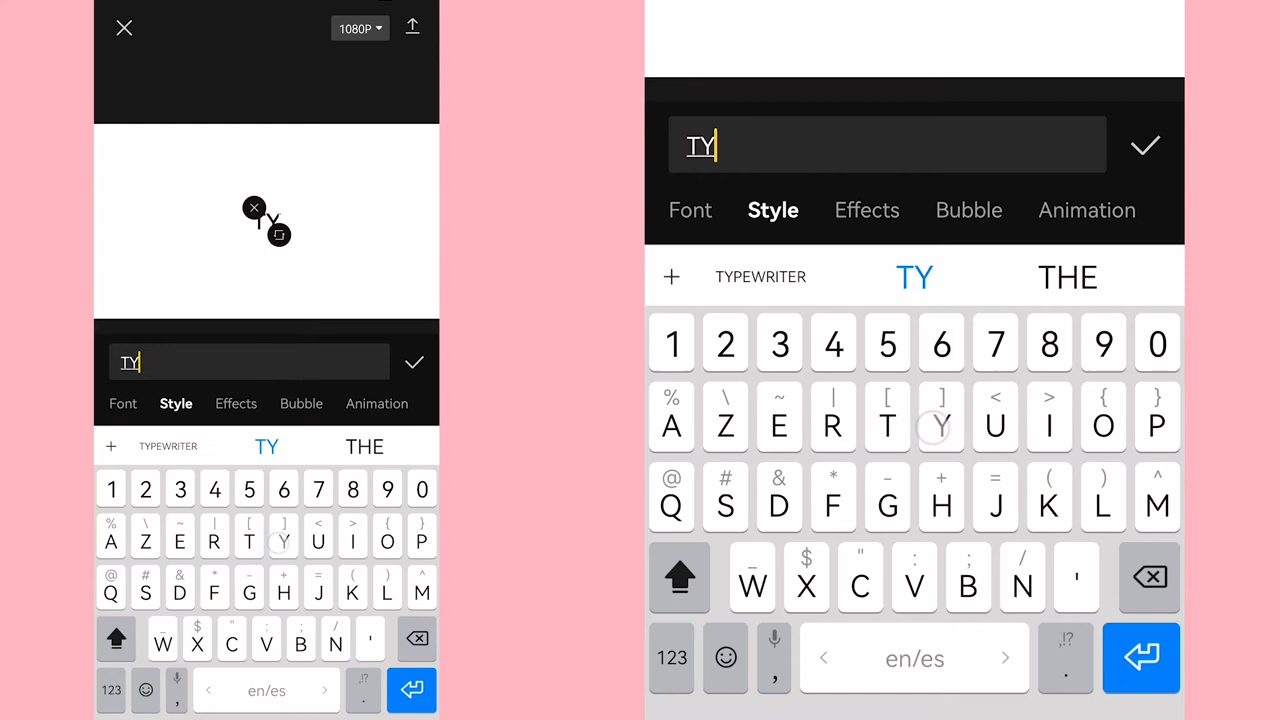 1080P
TY
TY
Font Style Effects Bubble Animation
+ TYPEWRITER TY THE
1 2 3 4 5 6 7 8 9 0
% \ ~ | [ ] < > { }
A Z E R T Y U I O P
@ # & * - + = ( ) ^
Q S D F G H J K L M
_ $ " : ; /
W X C V B N '
123 , < en/es > ,!? .
TY
Font Style Effects Bubble Animation
+ TYPEWRITER TY THE
1 2 3 4 5 6 7 8 9 0
% \ ~ | [ ] < > { }
A Z E R T Y U I O P
@ # & * - + = ( ) ^
Q S D F G H J K L M
_ $ " : ; /
W X C V B N '
123 , < en/es > ,!? .